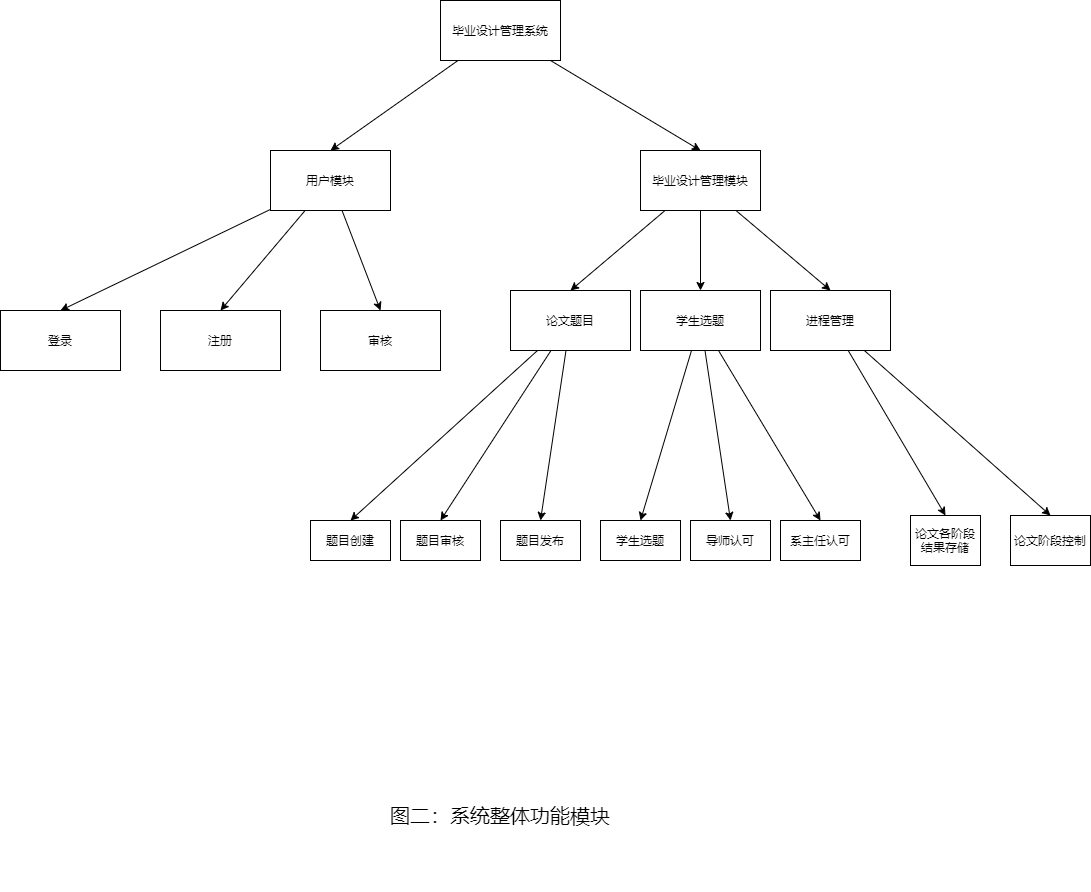 毕业设计管理系统
用户模块
毕业设计管理模块
登录
注册
审核
论文题目
学生选题
进程管理
题目创建
题目审核
题目发布
学生选题
导师认可
系主任认可
论文各阶段
结果存储
论文阶段控制
图二：系统整体功能模块